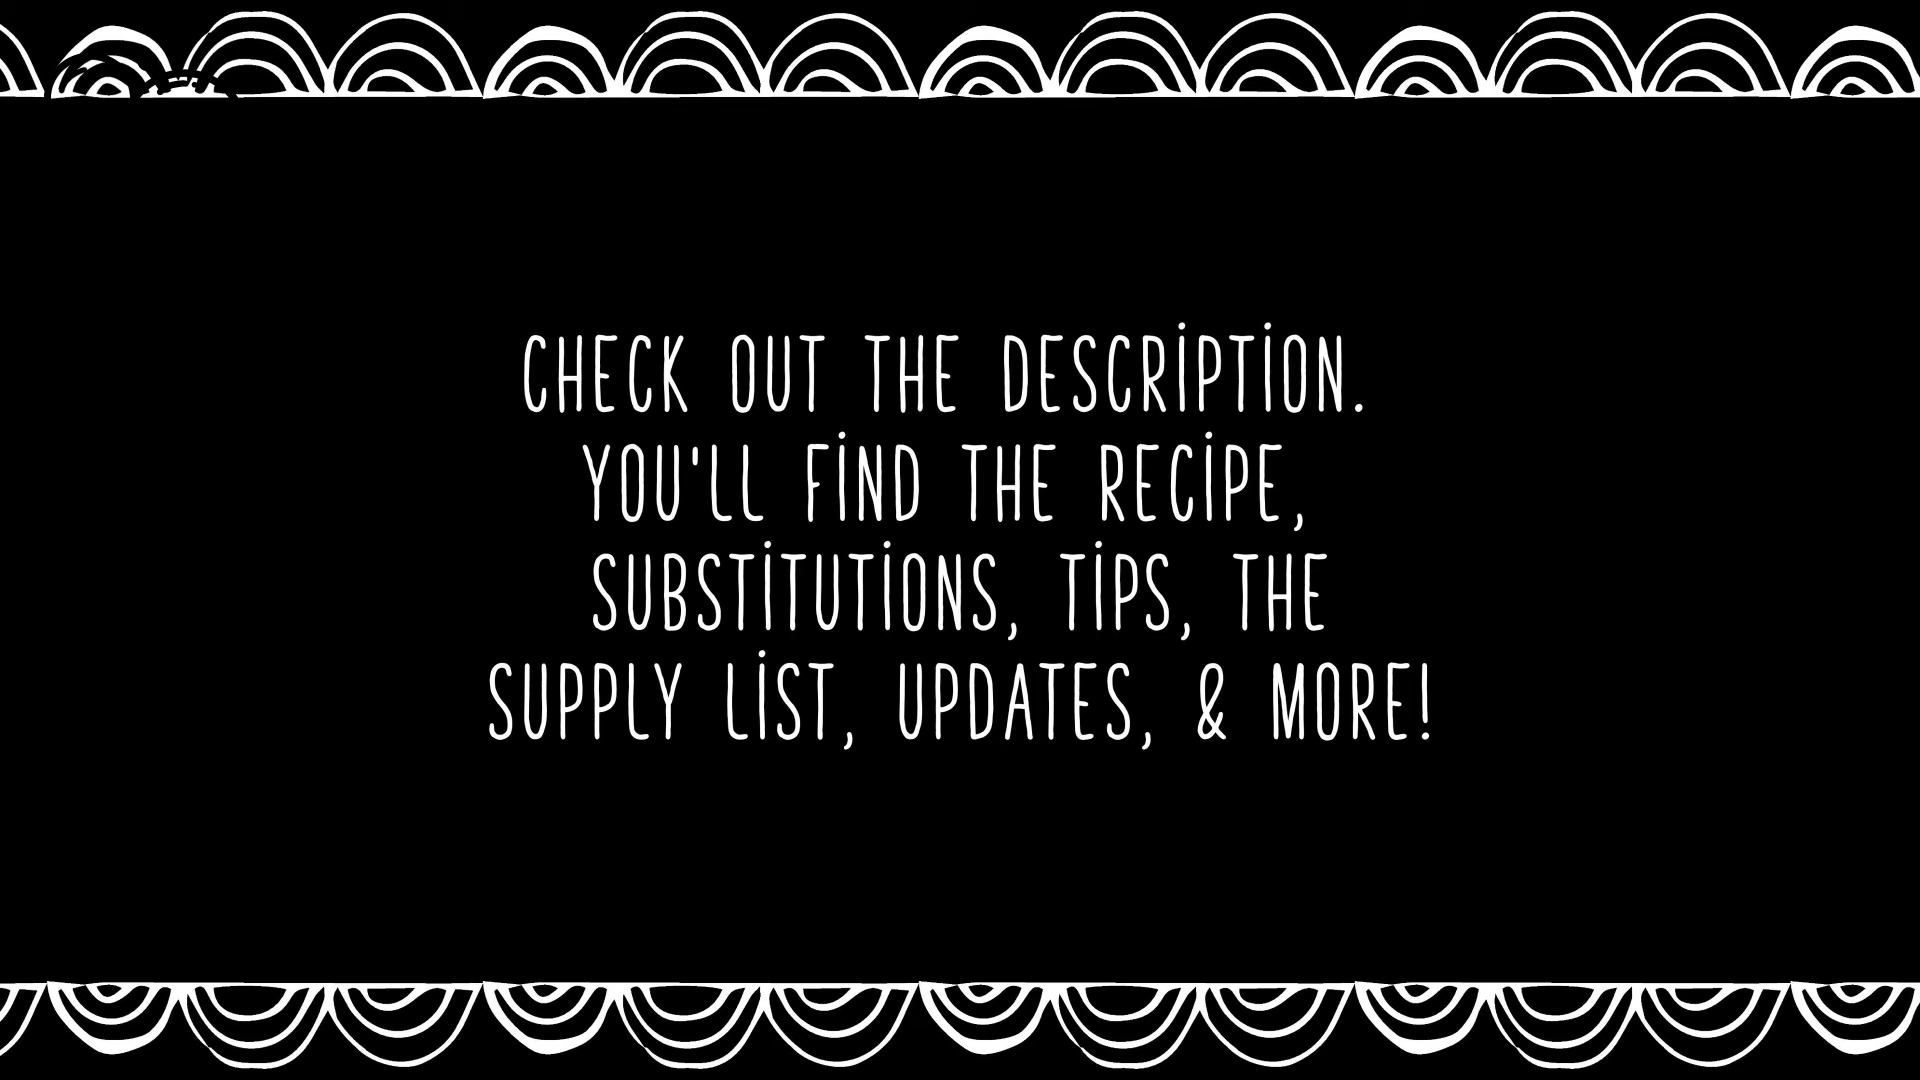 CHECK OUT THE DESCRIPTION.
YOU'LL FIND THE RECIPE,
SUBSTITUTIONS, TIPS, THE
SUPPLY LIST, UPDATES, & MORE!